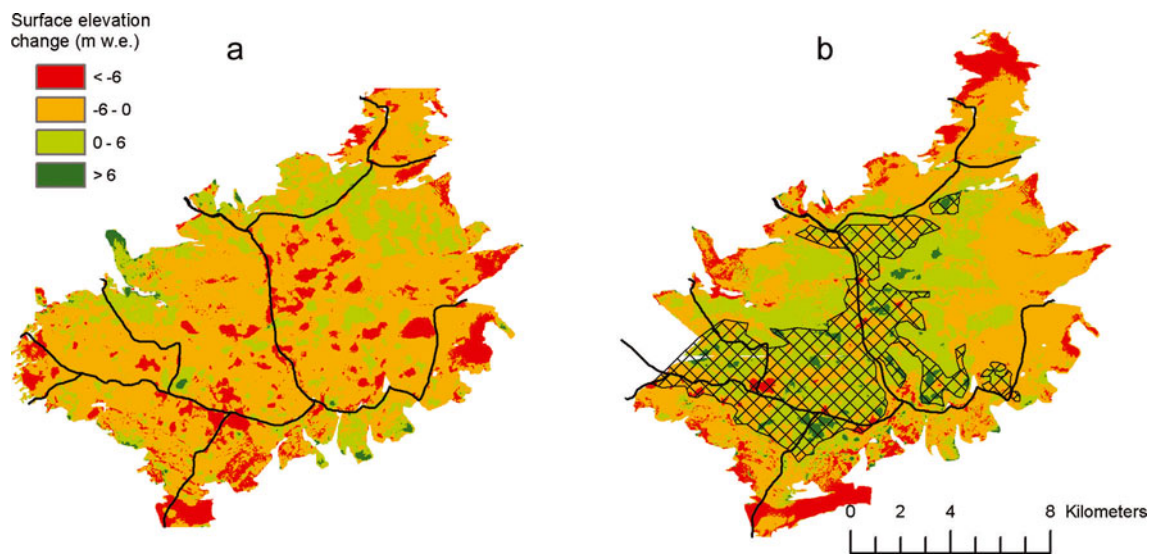 Surface elevation
change (m w.e.)
< -6
-6 - 0
0 - 6
> 6
a
b
0 2 4 8 Kilometers